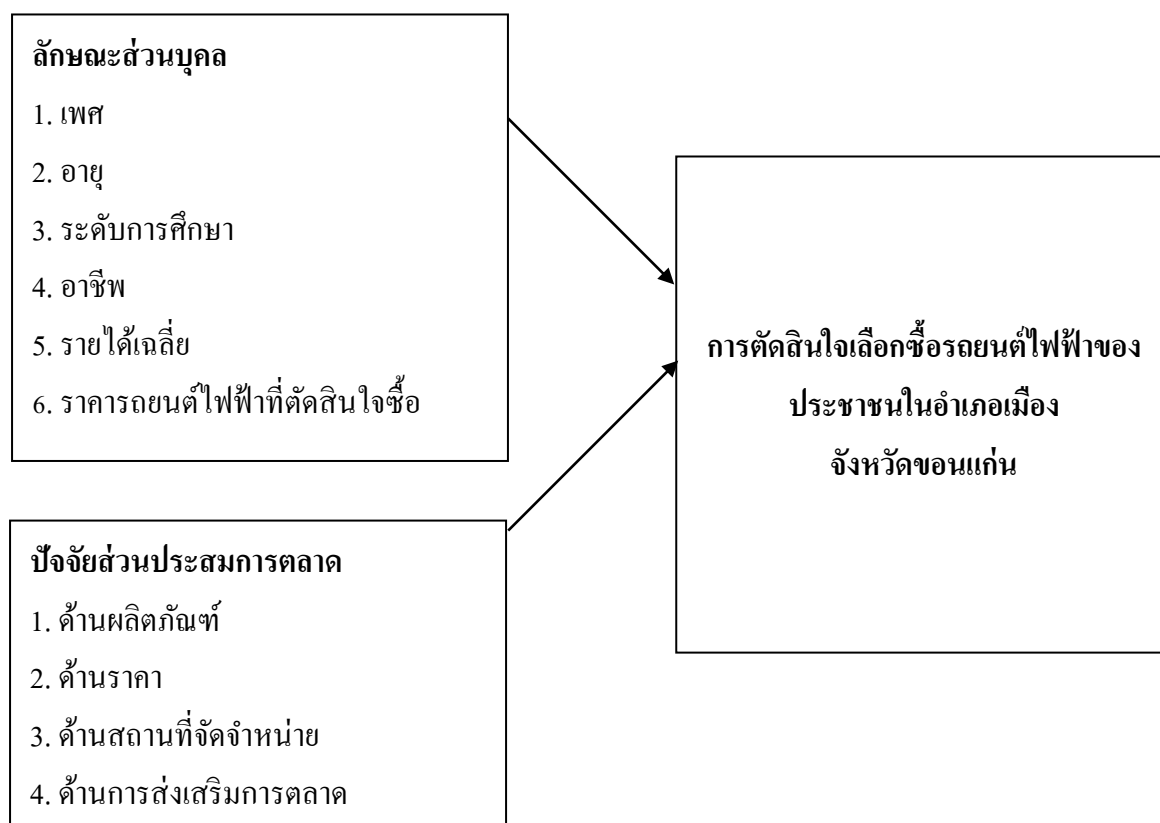 ลักษณะส่วนบุคล
1. เพศ
2. อายุ
3. ระดับการศึกษา
4. อาชีพ
5. รายได้เฉลี่ย
6. ราคารถยนต์ไฟฟ้าที่ตัดสินใจซื้อ
ปัจจัยส่วนประสมการตลาด
1. ด้านผลิตภัณฑ์
2. ด้านราคา
3. ด้านสถานที่จัดจำหน่าย
4. ด้านการส่งเสริมการตลาด
การตัดสินใจเลือกซื้อรถยนต์ไฟฟ้าของ
ประชาชนในอำเภอเมือง
จังหวัดขอนแก่น